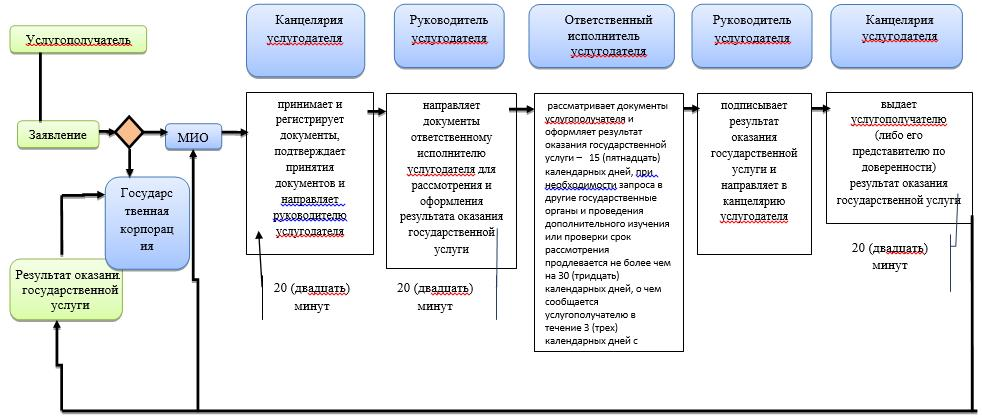 Услугополучатель
Заявление
МИО
Государс
твенная
корпорац
ия
Результат оказани
государственной
услуги
Канцелярия
услугодателя
Руководитель
услугодателя
Ответственный
исполнитель
услугодателя
Руководитель
услугодателя
Канцелярия
услугодателя
принимает и
регистрирует
документы,
подтверждает
принятия
документов и
направляет
руководителю
услугодателя
20 (двадцать)
минут
направляет
документы
ответственному
исполнителю
услугодателя для
рассмотрения и
оформления
результата оказания
государственной
услуги
20 (двадцать)
минут
рассматривает документы
услугополучателя и
оформляет результат
оказания государственной
услуги – 15 (пятнадцать)
календарных дней, при
необходимости запроса в
другие государственные
органы и проведения
дополнительного изучения
или проверки срок
рассмотрения
продлевается не более чем
на 30 (тридцать)
календарных дней, о чем
сообщается
услугополучателю в
течение 3 (трех)
календарных дней с
подписывает
результат
оказания
государственной
услуги и
направляет в
канцелярию
услугодателя
выдает
услугополучателю
(либо его
представителю по
доверенности)
результат оказания
государственной услуги
20 (двадцать)
минут